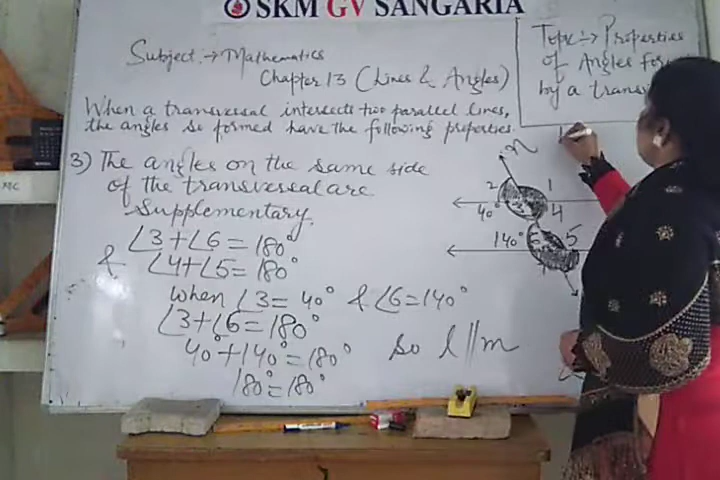 SKM GV SANGARIA
Subject :→ Mathematics
Chapter 13 (Lines & Angles)
Topic :→ Properties
of Angles For
by a trans
When a transversal intersects two parallel lines,
the angles so formed have the following properties.
3) The angles on the same side
of the transversal are
Supplementary.
∠3+∠6=180°
& ∠4+∠5=180°
When ∠3=40° & ∠6=140°
∠3+∠6=180°
40°+140°=180°
180°=180°
so l || m
n
2 1
40° 3 4
140° 6 5